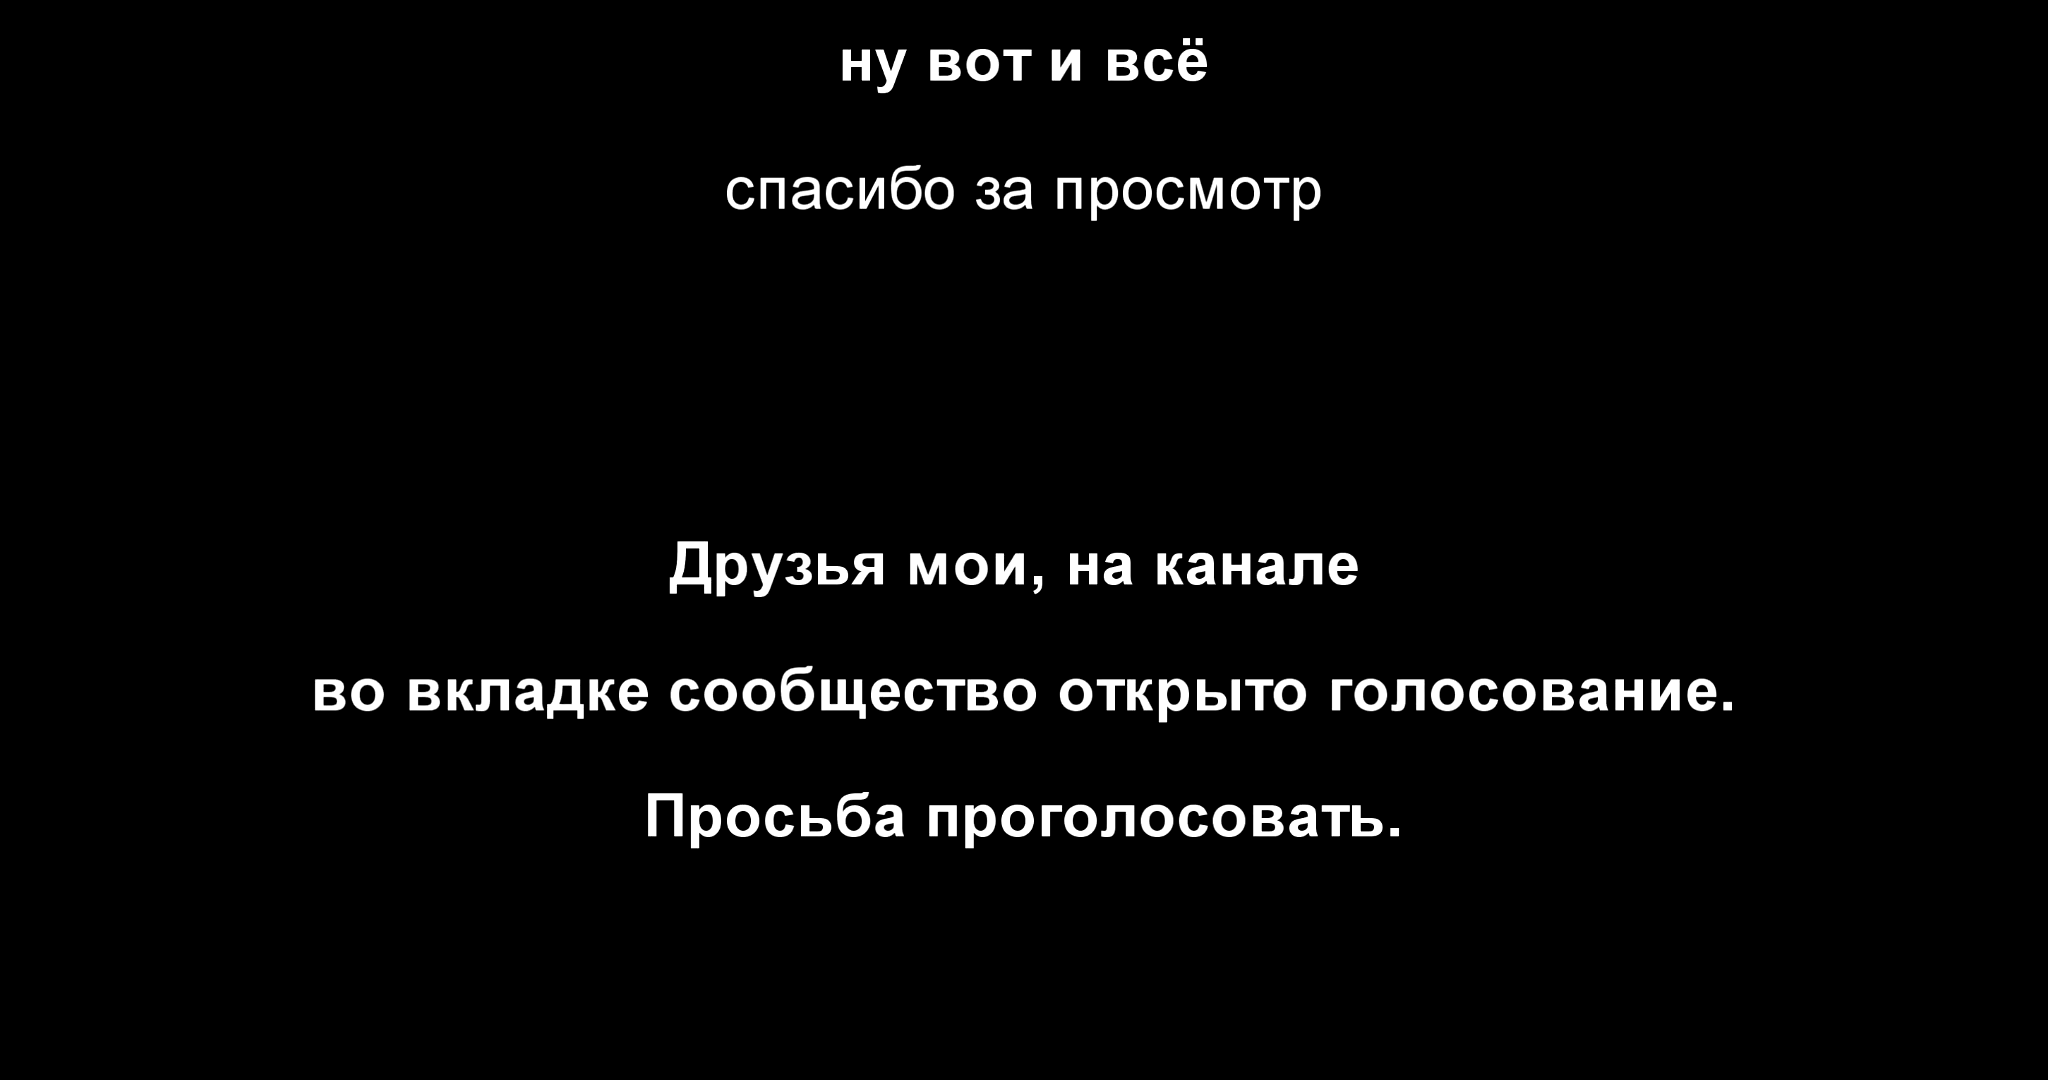 ну вот и всё
спасибо за просмотр
Друзья мои, на канале
во вкладке сообщество открыто голосование.
Просьба проголосовать.